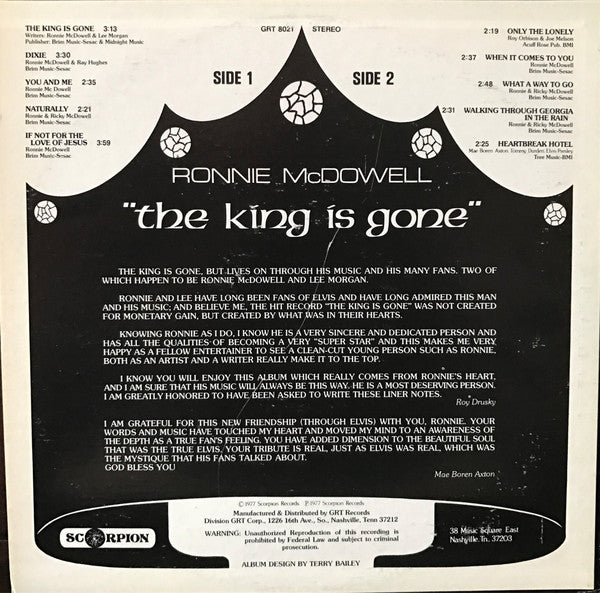 THE KING IS GONE 3:13
Writers: Ronnie McDowell & Lee Morgan
Publisher: Brim Music-Sesac & Midnight Music
DIXIE 3:30
Ronnie McDowell & Ray Hughes
Brim Music-Sesac
YOU AND ME 2:35
Ronnie Mc Dowell
Brim Music-Sesac
NATURALLY 2:21
Ronnie & Ricky McDowell
Brim Music-Sesac
IF NOT FOR THE
LOVE OF JESUS 3:59
Ronnie McDowell
Brim Music-Sesac
GRT 8021 STEREO
SIDE 1 SIDE 2
2:19 ONLY THE LONELY
Roy Orbison & Joe Melson
Acuff Rose Pub. BMI
2:37 WHEN IT COMES TO YOU
Ronnie McDowell
Brim Music-Sesac
2:48 WHAT A WAY TO GO
Ronnie & Ricky McDowell
Brim Music-Sesac
2:31 WALKING THROUGH GEORGIA
IN THE RAIN
Ronnie & Ricky McDowell
Brim Music-Sesac
2:25 HEARTBREAK HOTEL
Mae Boren Axton, Tommy Durden, Elvis Presley
Tree Music-BMI
RONNIE McDOWELL
"the king is gone"
THE KING IS GONE, BUT LIVES ON THROUGH HIS MUSIC AND HIS MANY FANS. TWO OF
WHICH HAPPEN TO BE RONNIE McDOWELL AND LEE MORGAN.
RONNIE AND LEE HAVE LONG BEEN FANS OF ELVIS AND HAVE LONG ADMIRED THIS MAN
AND HIS MUSIC; AND BELIEVE ME, THE HIT RECORD "THE KING IS GONE" WAS NOT CREATED
FOR MONETARY GAIN, BUT CREATED BY WHAT WAS IN THEIR HEARTS.
KNOWING RONNIE AS I DO, I KNOW HE IS A VERY SINCERE AND DEDICATED PERSON AND
HAS ALL THE QUALITIES OF BECOMING A VERY "SUPER STAR" AND THIS MAKES ME VERY
HAPPY AS A FELLOW ENTERTAINER TO SEE A CLEAN-CUT YOUNG PERSON SUCH AS RONNIE,
BOTH AS AN ARTIST AND A WRITER REALLY MAKE IT TO THE TOP.
I KNOW YOU WILL ENJOY THIS ALBUM WHICH REALLY COMES FROM RONNIE'S HEART,
AND I AM SURE THAT HIS MUSIC WILL ALWAYS BE THIS WAY. HE IS A MOST DESERVING PERSON.
I AM GREATLY HONORED TO HAVE BEEN ASKED TO WRITE THESE LINER NOTES.
Roy Drusky
I AM GRATEFUL FOR THIS NEW FRIENDSHIP (THROUGH ELVIS) WITH YOU, RONNIE. YOUR
WORDS AND MUSIC HAVE TOUCHED MY HEART AND MOVED MY MIND TO AN AWARENESS OF
THE DEPTH AS A TRUE FAN'S FEELING. YOU HAVE ADDED DIMENSION TO THE BEAUTIFUL SOUL
THAT WAS THE TRUE ELVIS, YOUR TRIBUTE IS REAL, JUST AS ELVIS WAS REAL, WHICH WAS
THE MYSTIQUE THAT HIS FANS TALKED ABOUT.
GOD BLESS YOU
Mae Boren Axton
©1977 Scorpion Records ℗1977 Scorpion Records
Manufactured & Distributed by GRT Records
Division GRT Corp., 1226 16th Ave., So., Nashville, Tenn 37212
WARNING: Unauthorized Reproduction of this recording is
prohibited by Federal Law and subject to criminal
prosecution.
ALBUM DESIGN BY TERRY BAILEY
SCORPION
38 Music Square East
Nashville, Tn. 37203